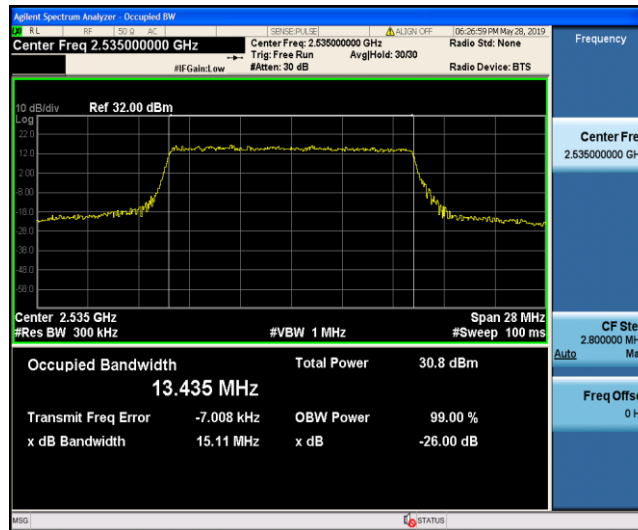 Agilent Spectrum Analyzer - Occupied BW
RL RF 50 Ω AC SENSE:PULSE ALIGN OFF 06:26:59 PM May 28, 2019
Center Freq 2.535000000 GHz
Center Freq: 2.535000000 GHz
Radio Std: None
Trig: Free Run Avg|Hold: 30/30
#IFGain:Low
#Atten: 30 dB
Radio Device: BTS
Frequency
10 dB/div Ref 32.00 dBm
Log
22.0
12.0
2.00
-8.00
-18.0
-28.0
-38.0
-48.0
-58.0
Center 2.535 GHz Span 28 MHz
#Res BW 300 kHz #VBW 1 MHz #Sweep 100 ms
Occupied Bandwidth Total Power 30.8 dBm
13.435 MHz
Transmit Freq Error -7.008 kHz OBW Power 99.00 %
x dB Bandwidth 15.11 MHz x dB -26.00 dB
Center Fre
2.535000000 GH
CF Ste
2.800000 MH
Auto Ma
Freq Offse
0 H
MSG STATUS